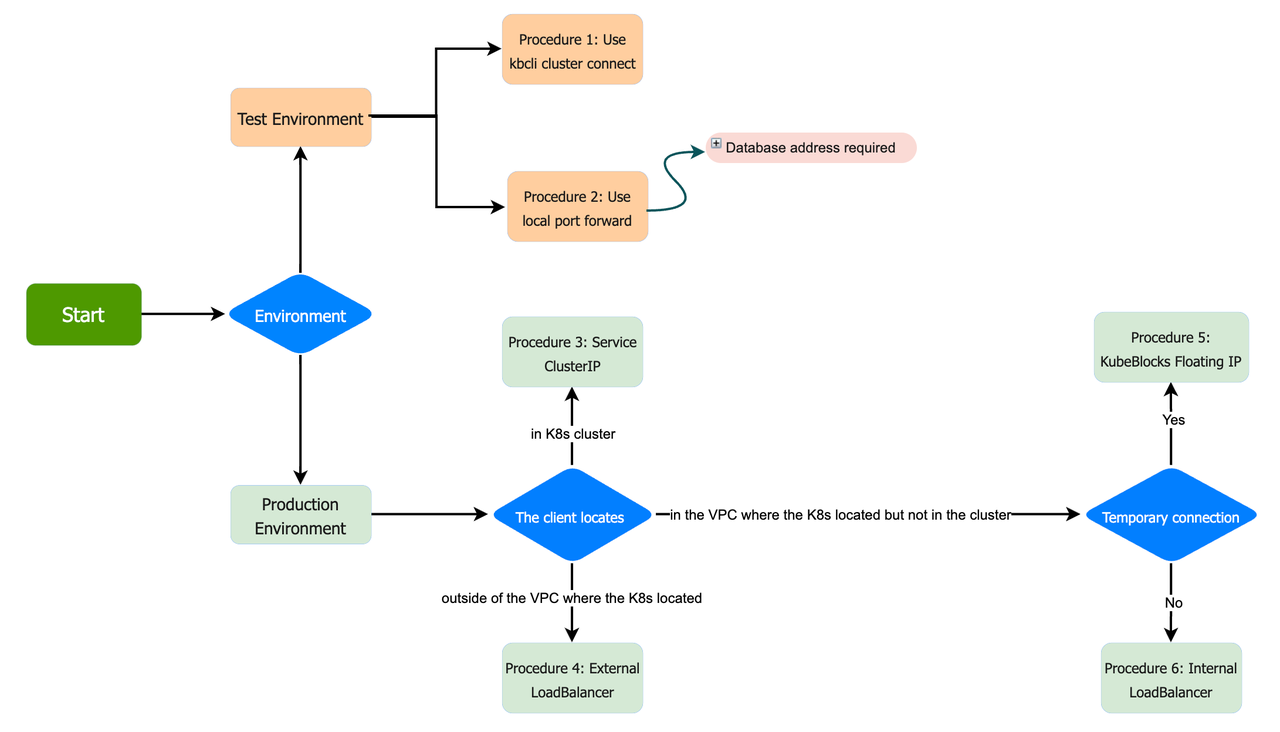 Procedure 1: Use
kbcli cluster connect
Test Environment
Database address required
Procedure 2: Use
local port forward
Start
Environment
Procedure 3: Service
ClusterIP
Procedure 5:
KubeBlocks Floating IP
in K8s cluster
Yes
Production
Environment
The client locates
in the VPC where the K8s located but not in the cluster
Temporary connection
outside of the VPC where the K8s located
No
Procedure 4: External
LoadBalancer
Procedure 6: Internal
LoadBalancer